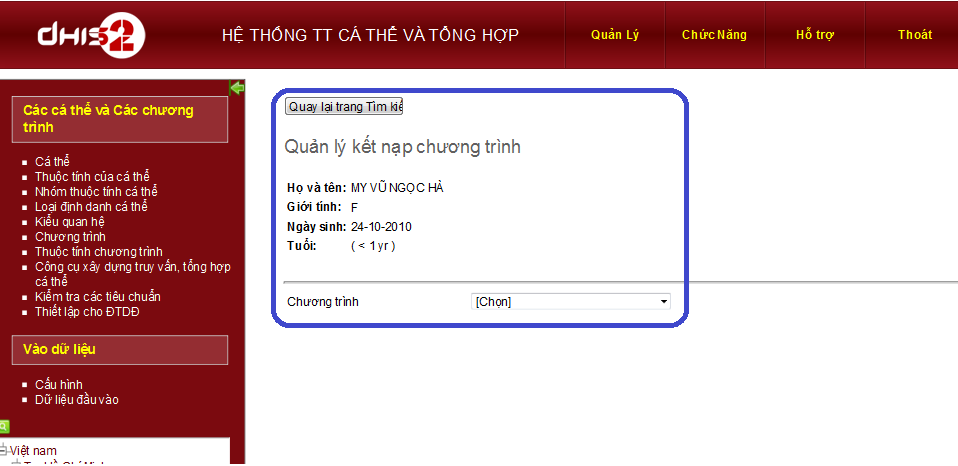 dHIS2
HỆ THỐNG TT CÁ THỂ VÀ TỔNG HỢP
Quản Lý
Chức Năng
Hỗ trợ
Thoát
Các cá thể và Các chương
trình
Cá thể
Thuộc tính của cá thể
Nhóm thuộc tính cá thể
Loại định danh cá thể
Kiểu quan hệ
Chương trình
Thuộc tính chương trình
Công cụ xây dựng truy vấn, tổng hợp
cá thể
Kiểm tra các tiêu chuẩn
Thiết lập cho ĐTDĐ
Vào dữ liệu
Cấu hình
Dữ liệu đầu vào
Việt nam
Quay lại trang Tìm kiế
Quản lý kết nạp chương trình
Họ và tên: MY VŨ NGỌC HÀ
Giới tính: F
Ngày sinh: 24-10-2010
Tuổi: ( < 1 yr )
Chương trình [Chọn]